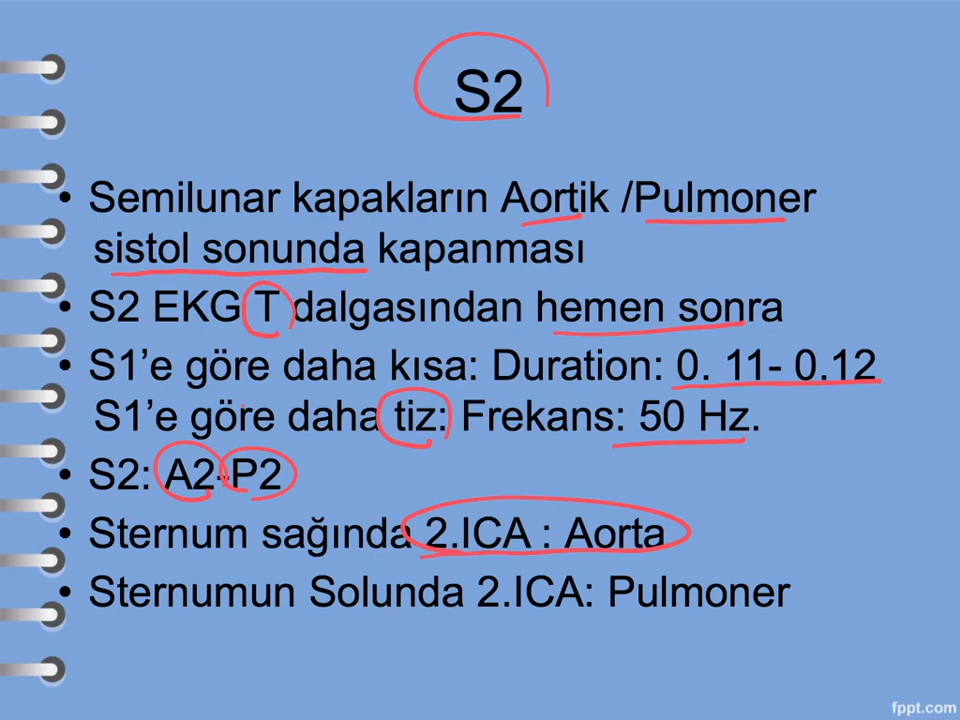 S2
• Semilunar kapakların Aortik /Pulmoner
sistol sonunda kapanması
• S2 EKG T dalgasından hemen sonra
• S1’e göre daha kısa: Duration: 0. 11- 0.12
S1’e göre daha tiz: Frekans: 50 Hz.
• S2: A2-P2
• Sternum sağında 2.ICA : Aorta
• Sternumun Solunda 2.ICA: Pulmoner
fppt.com